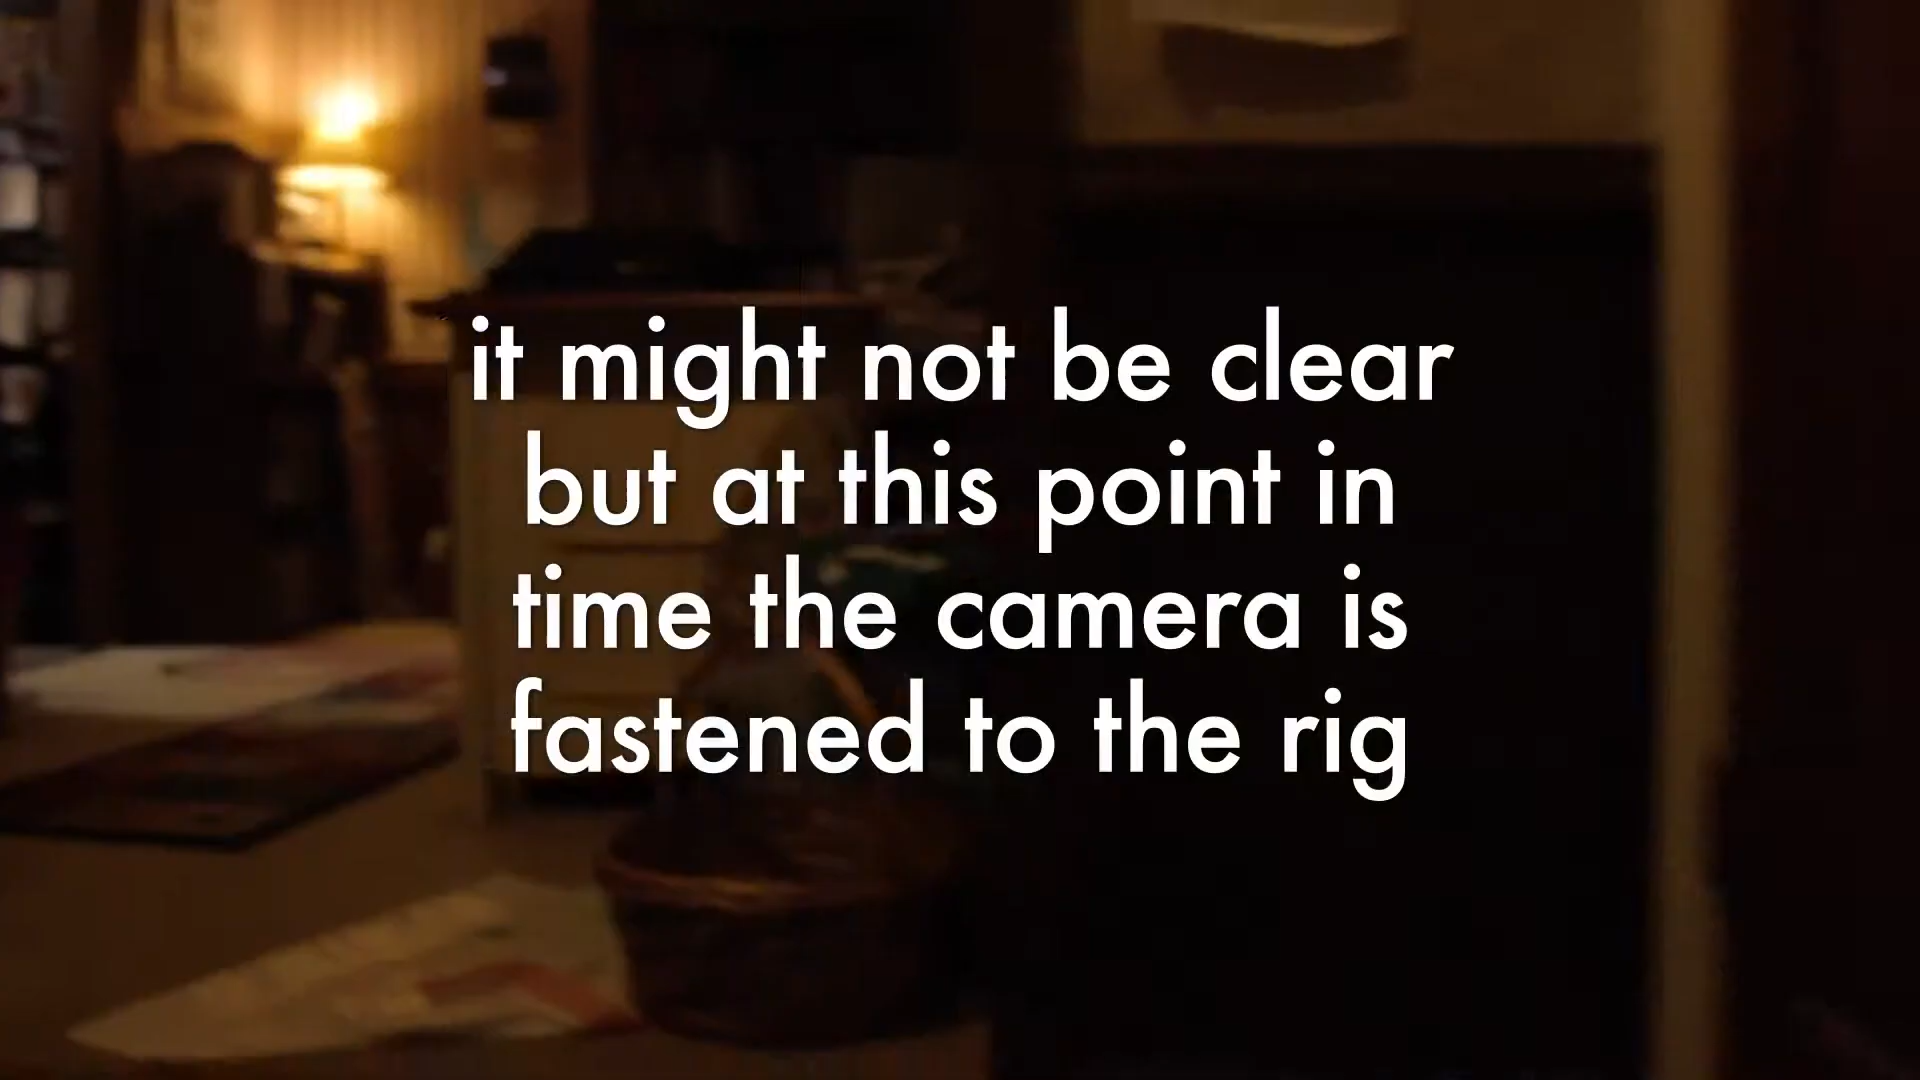 it might not be clear
but at this point in
time the camera is
fastened to the rig